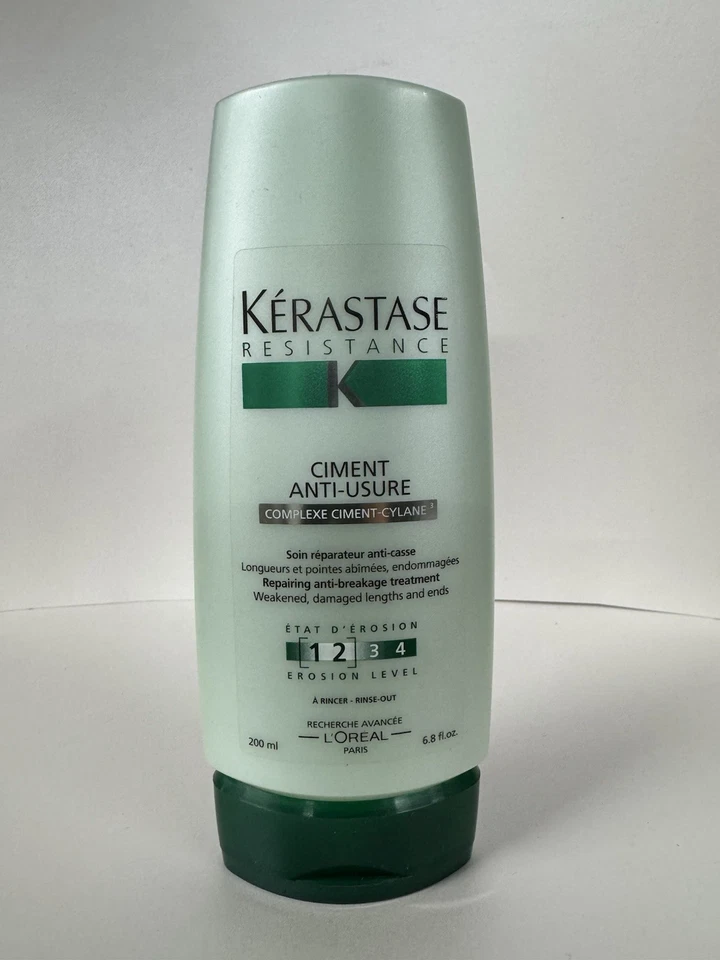 KÉRASTASE
RESISTANCE
K
CIMENT
ANTI-USURE
COMPLEXE CIMENT-CYLANE³
Soin réparateur anti-casse
Longueurs et pointes abîmées, endommagées
Repairing anti-breakage treatment
Weakened, damaged lengths and ends
ÉTAT D'ÉROSION
[1 2] 3 4
EROSION LEVEL
À RINCER - RINSE-OUT
RECHERCHE AVANCÉE
L'ORÉAL
PARIS
200 ml 6.8 fl.oz.